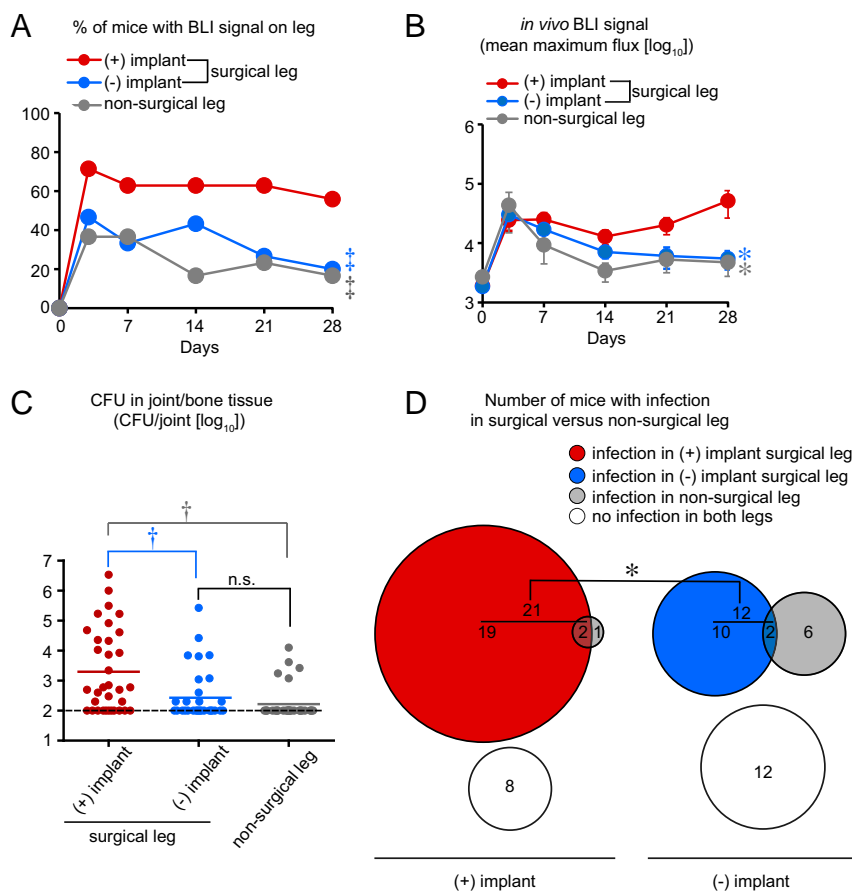 A
% of mice with BLI signal on leg
(+) implant
(-) implant
surgical leg
non-surgical leg
100
80
60
40
20
0
0 7 14 21 28
Days
‡
‡
‡
‡
B
in vivo BLI signal
(mean maximum flux [log10])
(+) implant
(-) implant
surgical leg
non-surgical leg
6
5
4
3
0 7 14 21 28
Days
*
*
C
CFU in joint/bone tissue
(CFU/joint [log10])
†
†
n.s.
7
6
5
4
3
2
1
(+) implant
(-) implant
non-surgical leg
surgical leg
D
Number of mice with infection
in surgical versus non-surgical leg
infection in (+) implant surgical leg
infection in (-) implant surgical leg
infection in non-surgical leg
no infection in both legs
*
21
19 2 1
8
12
10 2 6
12
(+) implant
(-) implant